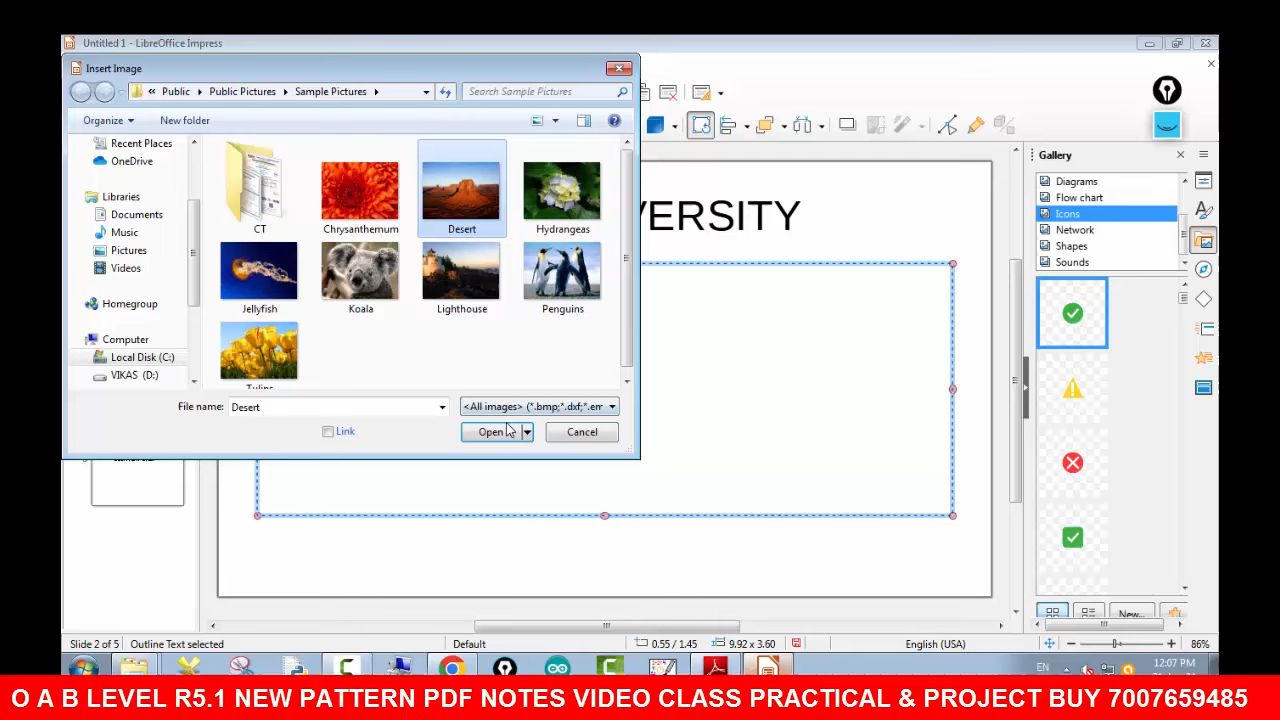 Untitled 1 - LibreOffice Impress
Insert Image
Public
Public Pictures
Sample Pictures
Search Sample Pictures
Organize
New folder
Recent Places
OneDrive
Libraries
Documents
Music
Pictures
Videos
Homegroup
Computer
Local Disk (C:)
VIKAS (D:)
CT
Chrysanthemum
Desert
Hydrangeas
Jellyfish
Koala
Lighthouse
Penguins
Tulips
File name: Desert
<All images> (*.bmp;*.dxf;*.em
Link
Open
Cancel
VERSITY
Gallery
Diagrams
Flow chart
Icons
Network
Shapes
Sounds
New...
Slide 2 of 5
Outline Text selected
Default
0.55 / 1.45
9.92 x 3.60
English (USA)
86%
EN
12:07 PM
O A B LEVEL R5.1 NEW PATTERN PDF NOTES VIDEO CLASS PRACTICAL & PROJECT BUY 7007659485